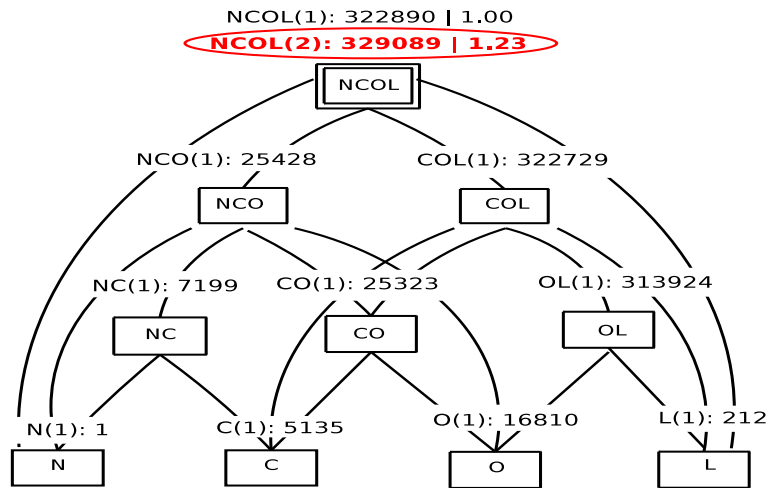 NCOL(1): 322890 | 1.00
NCOL(2): 329089 | 1.23
NCOL
NCO(1): 25428
COL(1): 322729
NCO
COL
NC(1): 7199
CO(1): 25323
OL(1): 313924
NC
CO
OL
N(1): 1
C(1): 5135
O(1): 16810
L(1): 212
N
C
O
L